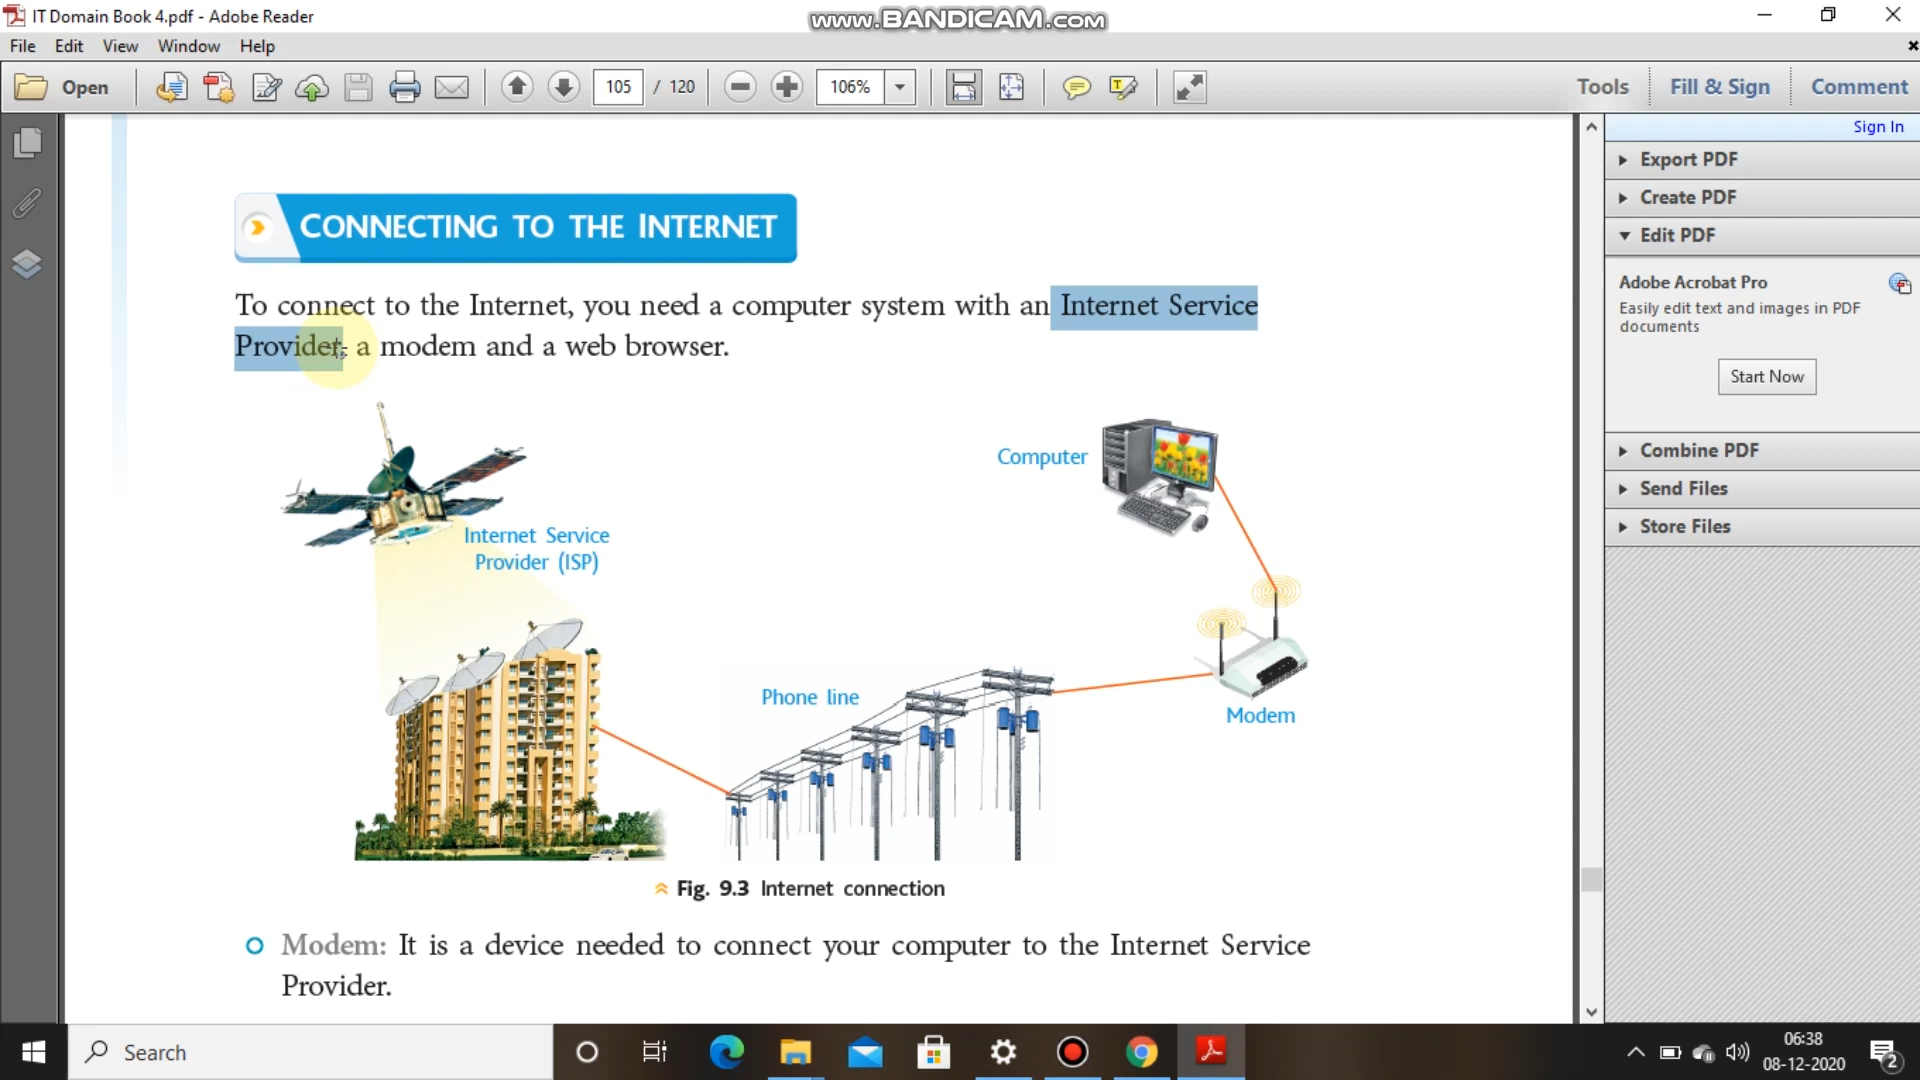 IT Domain Book 4.pdf - Adobe Reader
www.BANDICAM.com
File Edit View Window Help
Open
105 / 120
106%
Tools
Fill & Sign
Comment
Sign In
Export PDF
Create PDF
Edit PDF
Adobe Acrobat Pro
Easily edit text and images in PDF
documents
Start Now
Combine PDF
Send Files
Store Files
CONNECTING TO THE INTERNET
To connect to the Internet, you need a computer system with an Internet Service
Provider, a modem and a web browser.
Computer
Internet Service
Provider (ISP)
Phone line
Modem
Fig. 9.3 Internet connection
Modem: It is a device needed to connect your computer to the Internet Service
Provider.
Search
06:38
08-12-2020
2